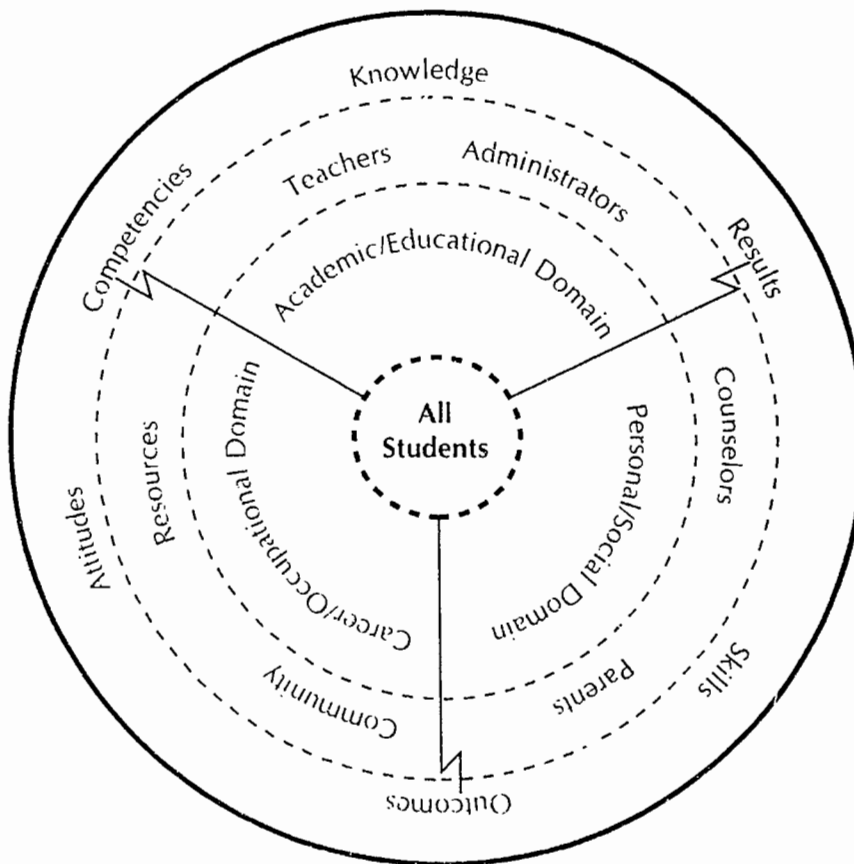 Knowledge
Teachers
Administrators
Competencies
Results
Academic/Educational Domain
All
Students
Counselors
Personal/Social Domain
Resources
Career/Occupational Domain
Attitudes
Skills
Parents
Community
Outcomes